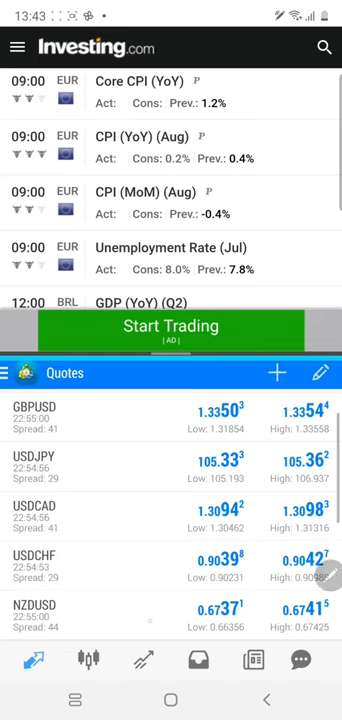 13:43
Investing.com
09:00 EUR Core CPI (YoY) P
Act: Cons: Prev.: 1.2%
09:00 EUR CPI (YoY) (Aug) P
Act: Cons: 0.2% Prev.: 0.4%
09:00 EUR CPI (MoM) (Aug) P
Act: Cons: Prev.: -0.4%
09:00 EUR Unemployment Rate (Jul)
Act: Cons: 8.0% Prev.: 7.8%
12:00 BRL GDP (YoY) (Q2)
Start Trading
| AD |
Quotes
GBPUSD 1.33503 1.33544
22:55:00
Spread: 41 Low: 1.31854 High: 1.33558
USDJPY 105.333 105.362
22:54:56
Spread: 29 Low: 105.193 High: 106.937
USDCAD 1.30942 1.30983
22:54:56
Spread: 41 Low: 1.30462 High: 1.31316
USDCHF 0.90398 0.90427
22:54:53
Spread: 29 Low: 0.90231 High:
NZDUSD 0.67371 0.67415
22:55:00
Spread: 44 Low: 0.66356 High: 0.67425